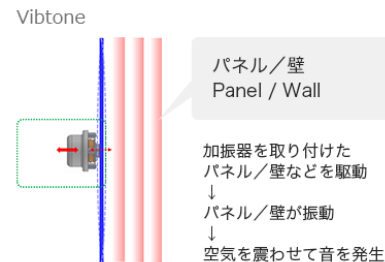 Vibtone
パネル／壁
Panel / Wall
加振器を取り付けた
パネル／壁などを駆動
↓
パネル／壁が振動
↓
空気を震わせて音を発生